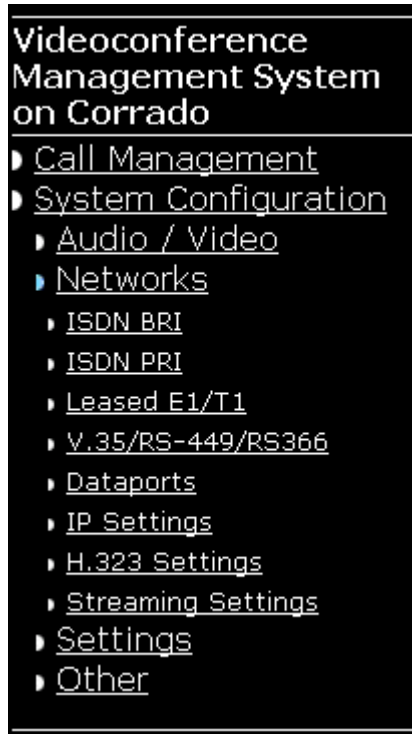 Videoconference
Management System
on Corrado
Call Management
System Configuration
Audio / Video
Networks
ISDN BRI
ISDN PRI
Leased E1/T1
V.35/RS-449/RS366
Dataports
IP Settings
H.323 Settings
Streaming Settings
Settings
Other